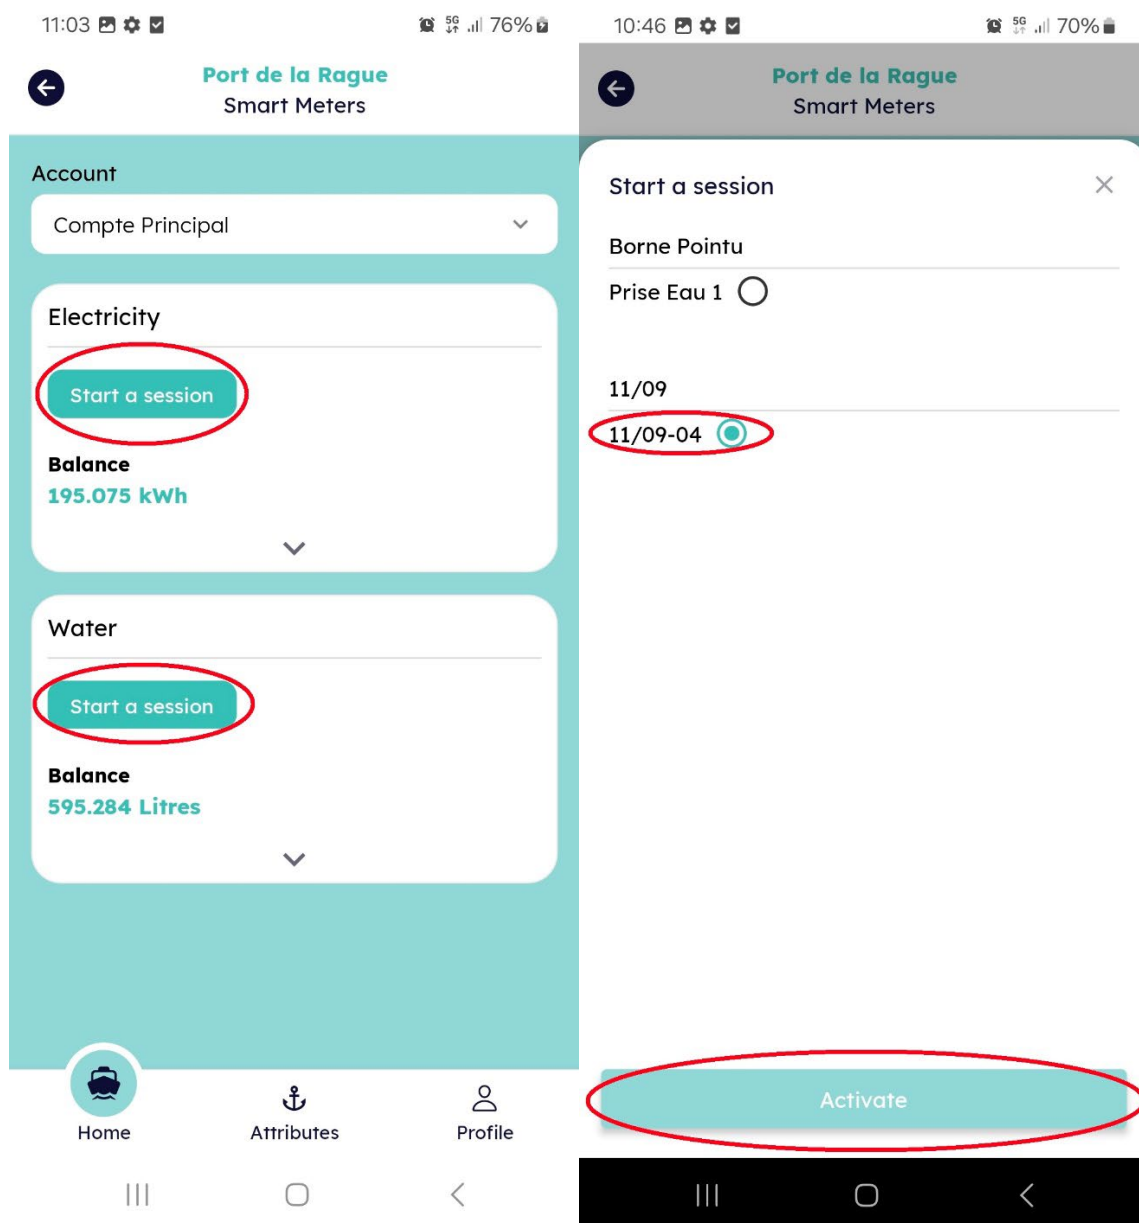 11:03
5G
76%
Port de la Rague
Smart Meters
Account
Compte Principal
Electricity
Start a session
Balance
195.075 kWh
Water
Start a session
Balance
595.284 Litres
Home
Attributes
Profile
10:46
5G
70%
Port de la Rague
Smart Meters
Start a session
Borne Pointu
Prise Eau 1
11/09
11/09-04
Activate